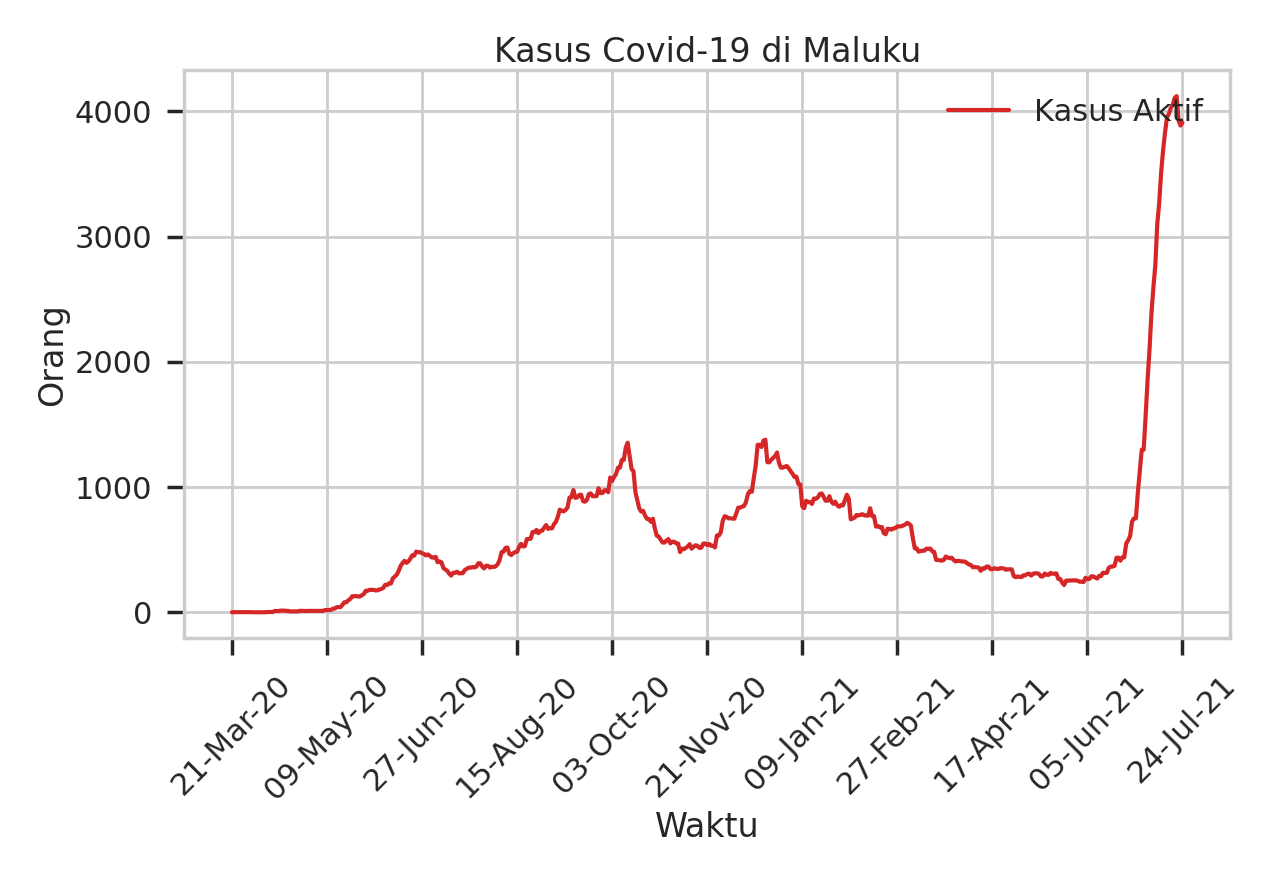 Kasus Covid-19 di Maluku
Kasus Aktif
4000
3000
2000
1000
0
Orang
21-Mar-20
09-May-20
27-Jun-20
15-Aug-20
03-Oct-20
21-Nov-20
09-Jan-21
27-Feb-21
17-Apr-21
05-Jun-21
24-Jul-21
Waktu